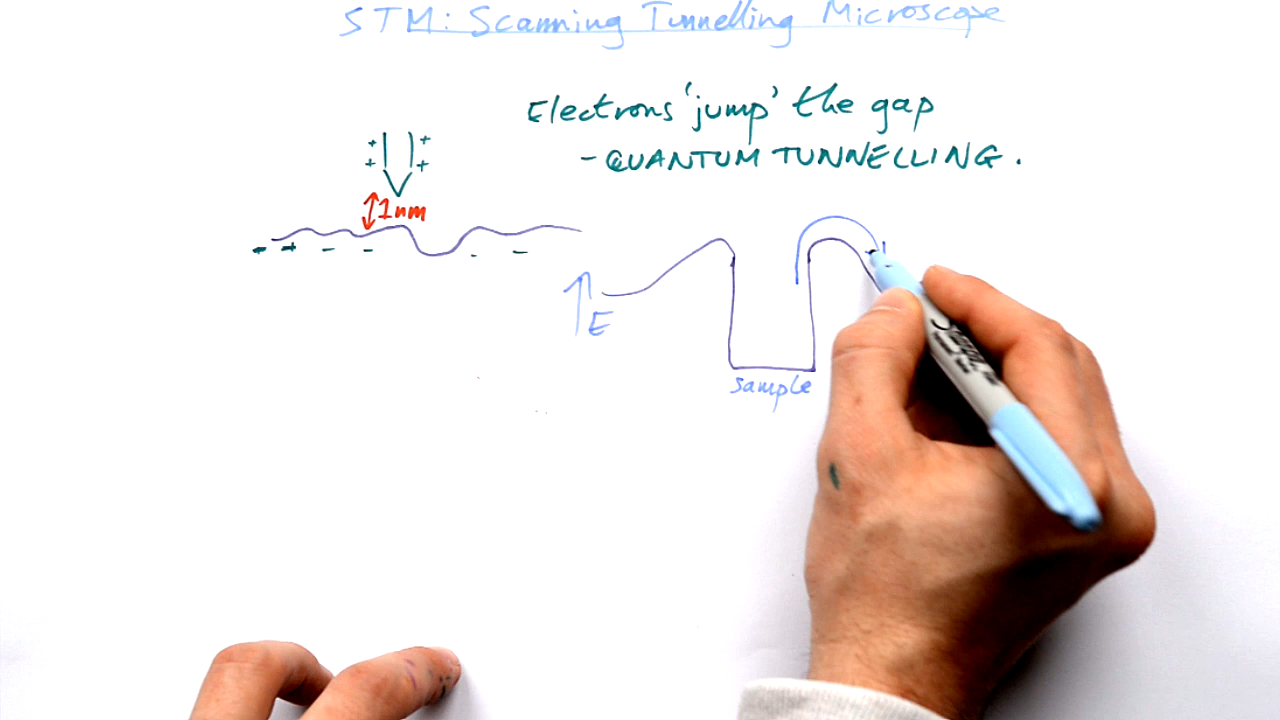 STM: Scanning Tunnelling Microscope
Electrons 'jump' the gap
- QUANTUM TUNNELLING.
+ +
+ +
1nm
- - - - - -
E
sample